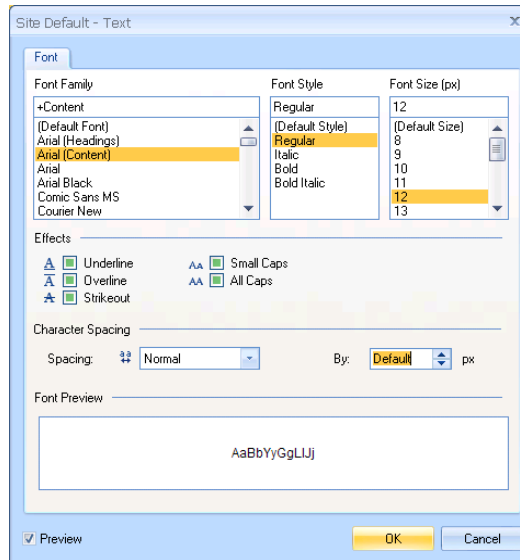 Site Default - Text
Font
Font Family
Font Style
Font Size (px)
+Content
Regular
12
(Default Font)
(Default Style)
(Default Size)
Arial (Headings)
Regular
8
Arial (Content)
Italic
9
Arial
Bold
10
Arial Black
Bold Italic
11
Comic Sans MS
12
Courier New
13
Effects
A Underline
AA Small Caps
A Overline
AA All Caps
A Strikeout
Character Spacing
Spacing: aa Normal By: Default px
Font Preview
AaBbYyGgLlJj
Preview
OK
Cancel